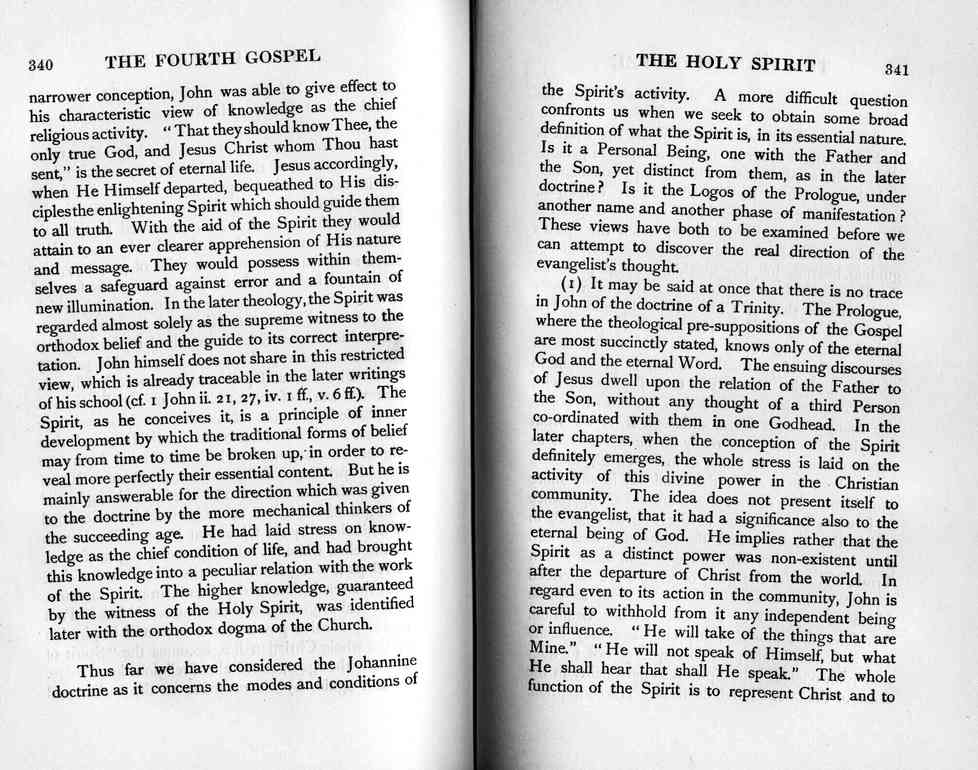 340 THE FOURTH GOSPEL
narrower conception, John was able to give effect to
his characteristic view of knowledge as the chief
religious activity. “ That they should know Thee, the
only true God, and Jesus Christ whom Thou hast
sent,” is the secret of eternal life. Jesus accordingly,
when He Himself departed, bequeathed to His dis-
ciples the enlightening Spirit which should guide them
to all truth. With the aid of the Spirit they would
attain to an ever clearer apprehension of His nature
and message. They would possess within them-
selves a safeguard against error and a fountain of
new illumination. In the later theology, the Spirit was
regarded almost solely as the supreme witness to the
orthodox belief and the guide to its correct interpre-
tation. John himself does not share in this restricted
view, which is already traceable in the later writings
of his school (cf. 1 John ii. 21, 27, iv. 1 ff., v. 6 ff.). The
Spirit, as he conceives it, is a principle of inner
development by which the traditional forms of belief
may from time to time be broken up, in order to re-
veal more perfectly their essential content. But he is
mainly answerable for the direction which was given
to the doctrine by the more mechanical thinkers of
the succeeding age. He had laid stress on know-
ledge as the chief condition of life, and had brought
this knowledge into a peculiar relation with the work
of the Spirit. The higher knowledge, guaranteed
by the witness of the Holy Spirit, was identified
later with the orthodox dogma of the Church.
Thus far we have considered the Johannine
doctrine as it concerns the modes and conditions of
THE HOLY SPIRIT 341
the Spirit's activity. A more difficult question
confronts us when we seek to obtain some broad
definition of what the Spirit is, in its essential nature.
Is it a Personal Being, one with the Father and
the Son, yet distinct from them, as in the later
doctrine? Is it the Logos of the Prologue, under
another name and another phase of manifestation?
These views have both to be examined before we
can attempt to discover the real direction of the
evangelist's thought.
(1) It may be said at once that there is no trace
in John of the doctrine of a Trinity. The Prologue,
where the theological pre-suppositions of the Gospel
are most succinctly stated, knows only of the eternal
God and the eternal Word. The ensuing discourses
of Jesus dwell upon the relation of the Father to
the Son, without any thought of a third Person
co-ordinated with them in one Godhead. In the
later chapters, when the conception of the Spirit
definitely emerges, the whole stress is laid on the
activity of this divine power in the Christian
community. The idea does not present itself to
the evangelist, that it had a significance also to the
eternal being of God. He implies rather that the
Spirit as a distinct power was non-existent until
after the departure of Christ from the world. In
regard even to its action in the community, John is
careful to withhold from it any independent being
or influence. “ He will take of the things that are
Mine.” “ He will not speak of Himself, but what
He shall hear that shall He speak.” The whole
function of the Spirit is to represent Christ and to